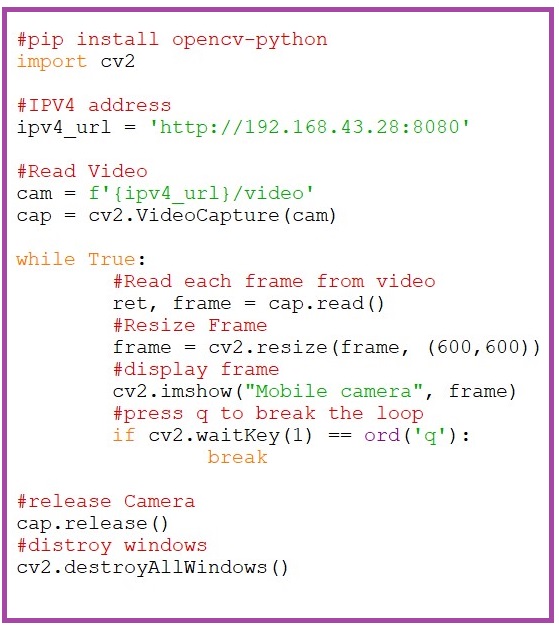 #pip install opencv-python
import cv2
#IPV4 address
ipv4_url = 'http://192.168.43.28:8080'
#Read Video
cam = f'{ipv4_url}/video'
cap = cv2.VideoCapture(cam)
while True:
        #Read each frame from video
        ret, frame = cap.read()
        #Resize Frame
        frame = cv2.resize(frame, (600,600))
        #display frame
        cv2.imshow("Mobile camera", frame)
        #press q to break the loop
        if cv2.waitKey(1) == ord('q'):
                break
#release Camera
cap.release()
#distroy windows
cv2.destroyAllWindows()